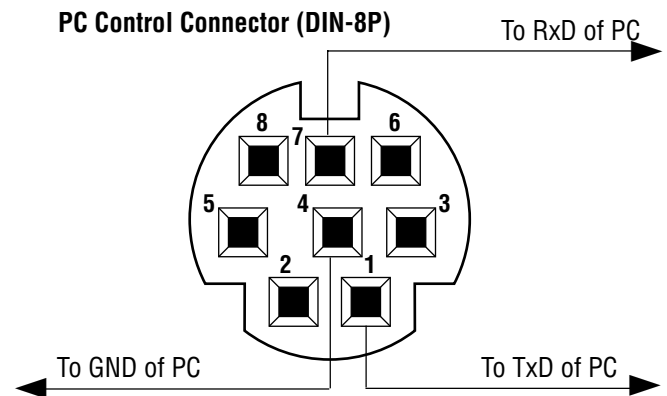 PC Control Connector (DIN-8P)
To RxD of PC
8 7 6
5 4 3
2 1
To GND of PC
To TxD of PC